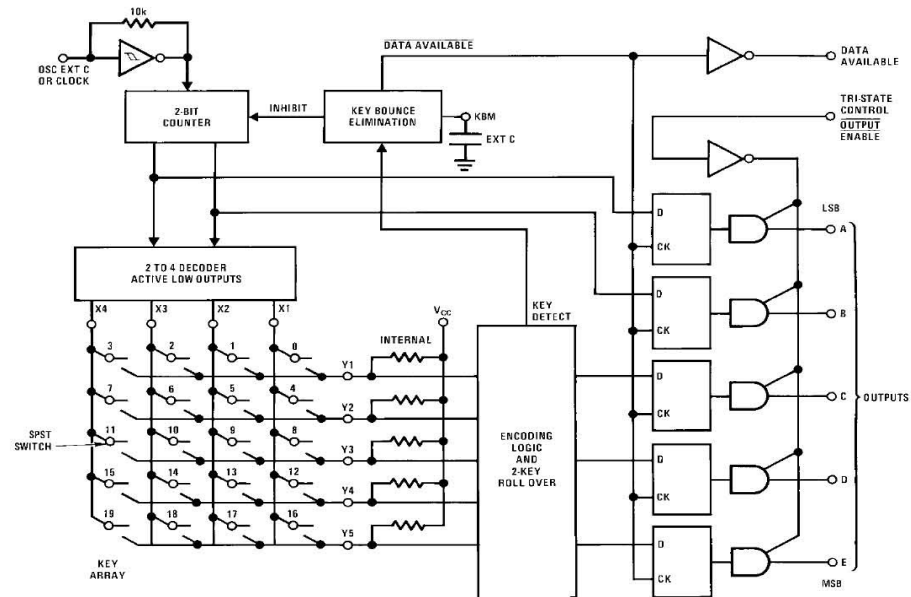 10k
OSC EXT C
OR CLOCK
2-BIT
COUNTER
INHIBIT
DATA AVAILABLE
KEY BOUNCE
ELIMINATION
KBM
EXT C
DATA
AVAILABLE
TRI-STATE
CONTROL
OUTPUT
ENABLE
2 TO 4 DECODER
ACTIVE LOW OUTPUTS
X4 X3 X2 X1
3 2 1 0
Y1
7 6 5 4
Y2
11 10 9 8
Y3
15 14 13 12
Y4
19 18 17 16
Y5
SPST
SWITCH
KEY
ARRAY
VCC
INTERNAL
KEY
DETECT
ENCODING
LOGIC
AND
2-KEY
ROLL OVER
D
CK
D
CK
D
CK
D
CK
D
CK
LSB
A
B
C
D
E
MSB
OUTPUTS